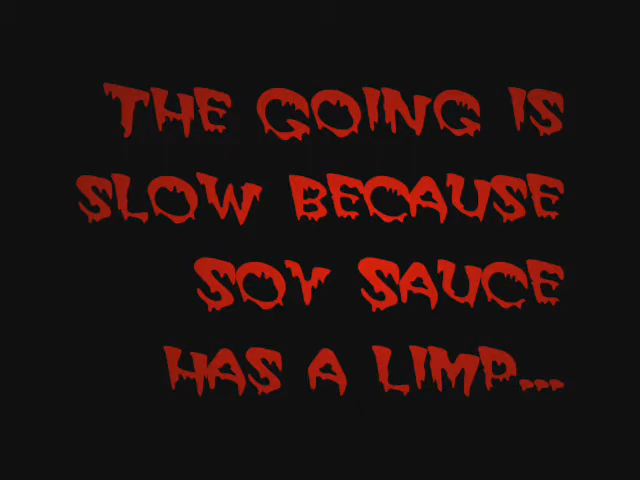 THE GOING IS
SLOW BECAUSE
SOY SAUCE
HAS A LIMP...